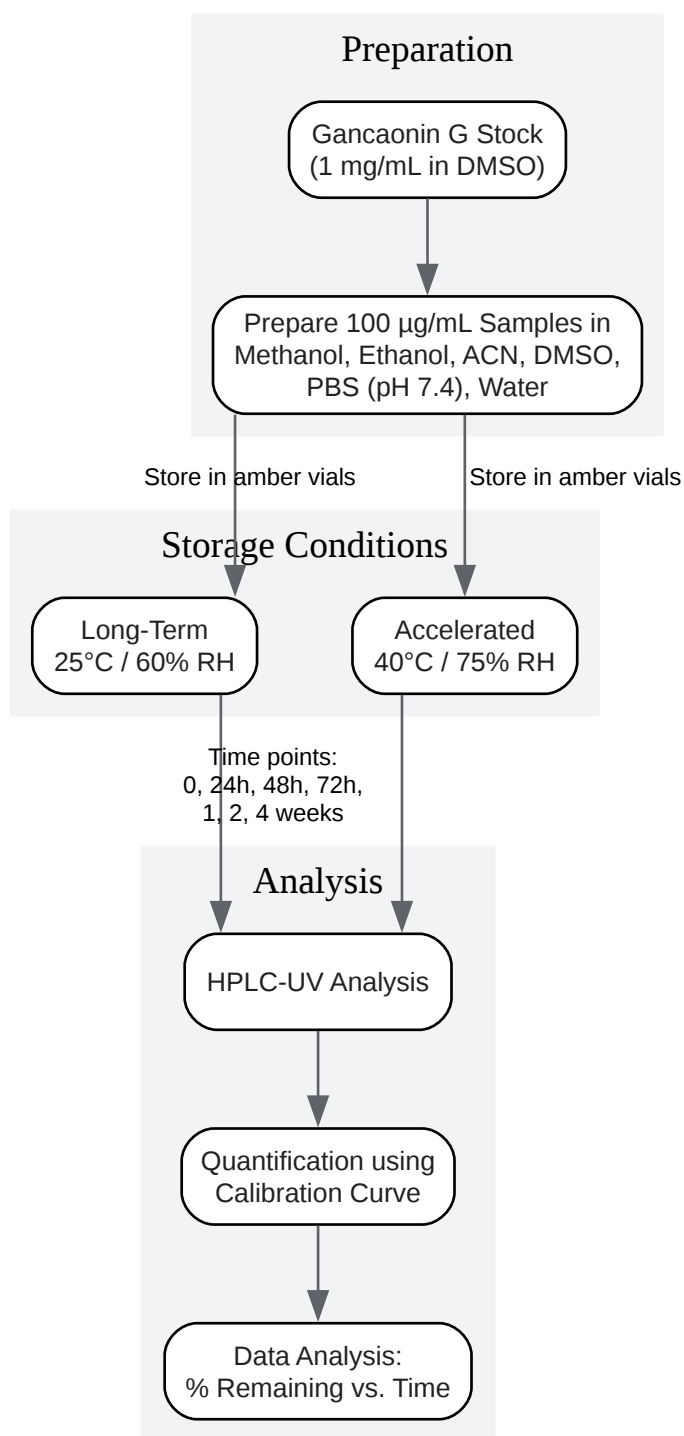 Preparation
Gancaonin G Stock
(1 mg/mL in DMSO)
Prepare 100 µg/mL Samples in
Methanol, Ethanol, ACN, DMSO,
PBS (pH 7.4), Water
Store in amber vials
Store in amber vials
Storage Conditions
Long-Term
25°C / 60% RH
Accelerated
40°C / 75% RH
Time points:
0, 24h, 48h, 72h,
1, 2, 4 weeks
Analysis
HPLC-UV Analysis
Quantification using
Calibration Curve
Data Analysis:
% Remaining vs. Time